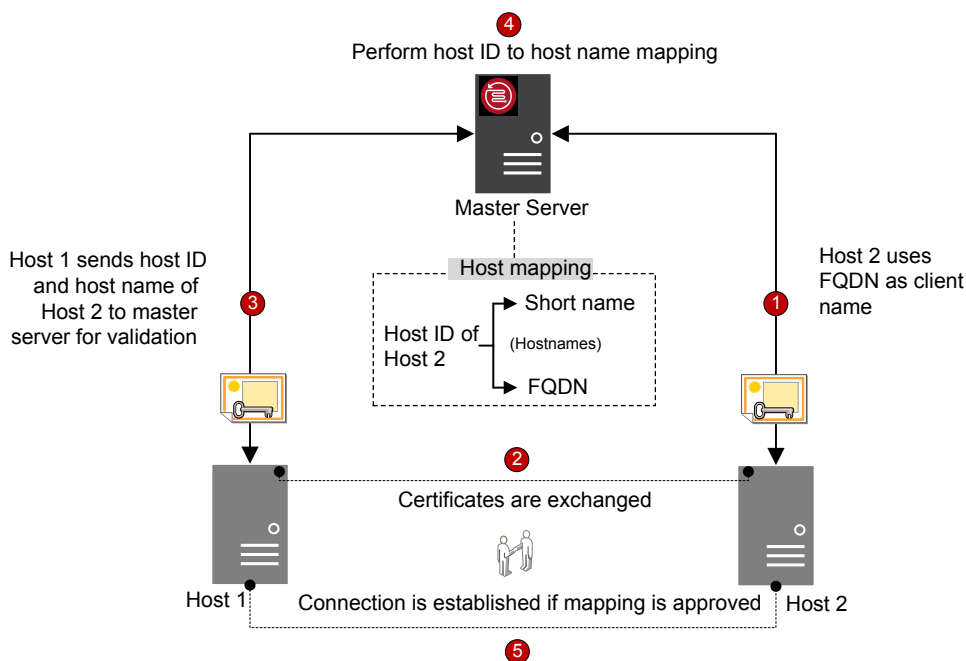 4
Perform host ID to host name mapping
Master Server
Host 1 sends host ID
and host name of
Host 2 to master
server for validation
3
Host mapping
Short name
Host ID of
Host 2
(Hostnames)
FQDN
1
Host 2 uses
FQDN as client
name
2
Certificates are exchanged
Host 1
Connection is established if mapping is approved
Host 2
5